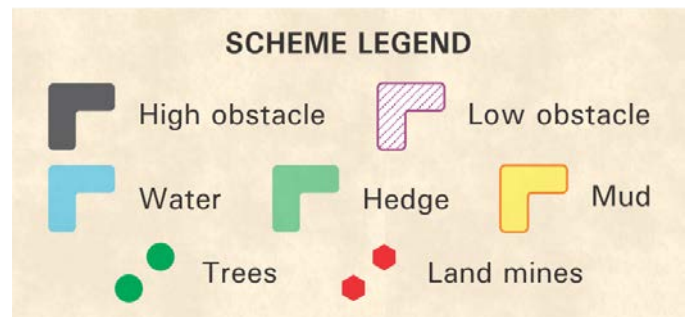 SCHEME LEGEND
High obstacle Low obstacle
Water Hedge Mud
Trees Land mines